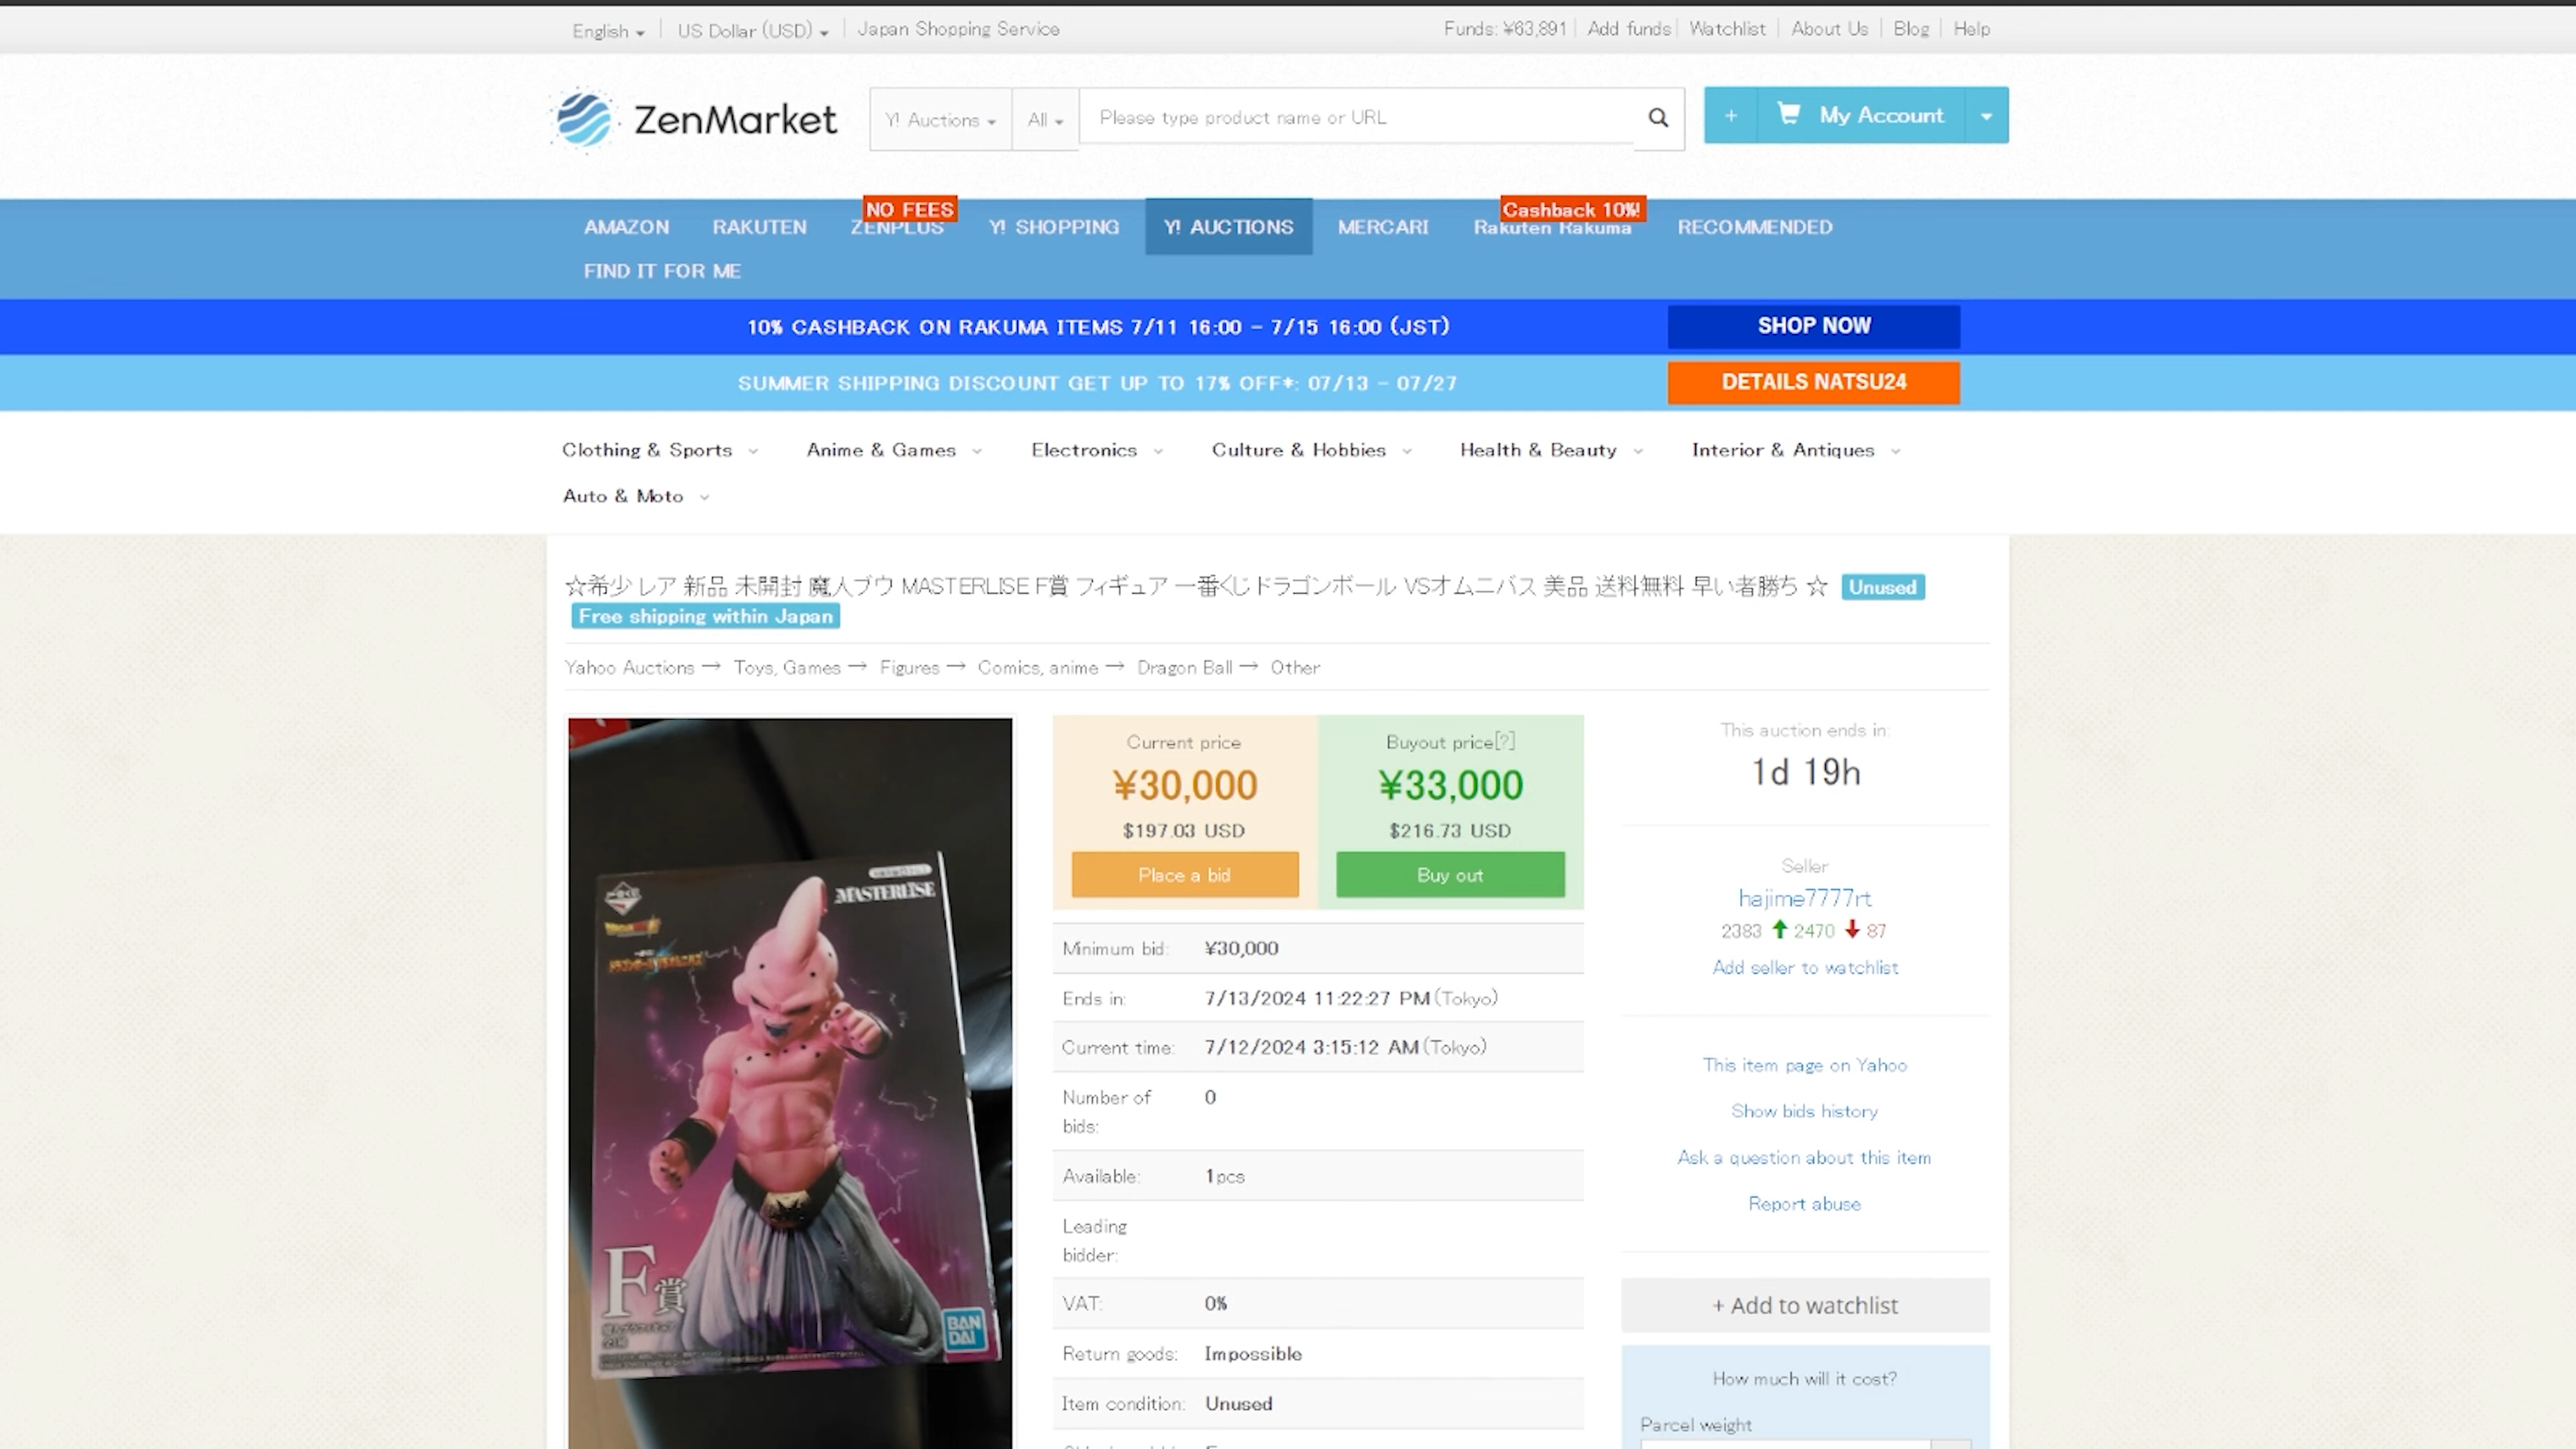 English
US Dollar (USD)
Japan Shopping Service
Funds: ¥63,891
Add funds
Watchlist
About Us
Blog
Help
ZenMarket
Y! Auctions
All
Please type product name or URL
+
My Account
AMAZON
RAKUTEN
NO FEES
ZENPLUS
Y! SHOPPING
Y! AUCTIONS
MERCARI
Cashback 10%!
Rakuten Rakuma
RECOMMENDED
FIND IT FOR ME
10% CASHBACK ON RAKUMA ITEMS 7/11 16:00 - 7/15 16:00 (JST)
SHOP NOW
SUMMER SHIPPING DISCOUNT GET UP TO 17% OFF*: 07/13 - 07/27
DETAILS NATSU24
Clothing & Sports
Anime & Games
Electronics
Culture & Hobbies
Health & Beauty
Interior & Antiques
Auto & Moto
☆希少 レア 新品 未開封 魔人ブウ MASTERLISE F賞 フィギュア 一番くじ ドラゴンボール VSオムニバス 美品 送料無料 早い者勝ち ☆ Unused
Free shipping within Japan
Yahoo Auctions → Toys, Games → Figures → Comics, anime → Dragon Ball → Other
MASTERLISE
F賞
BAN
DAI
Current price
¥30,000
$197.03 USD
Place a bid
Buyout price[?]
¥33,000
$216.73 USD
Buy out
Minimum bid: ¥30,000
Ends in: 7/13/2024 11:22:27 PM (Tokyo)
Current time: 7/12/2024 3:15:12 AM (Tokyo)
Number of bids: 0
Available: 1 pcs
Leading bidder:
VAT: 0%
Return goods: Impossible
Item condition: Unused
This auction ends in:
1d 19h
Seller
hajime7777rt
2383 2470 87
Add seller to watchlist
This item page on Yahoo
Show bids history
Ask a question about this item
Report abuse
+ Add to watchlist
How much will it cost?
Parcel weight